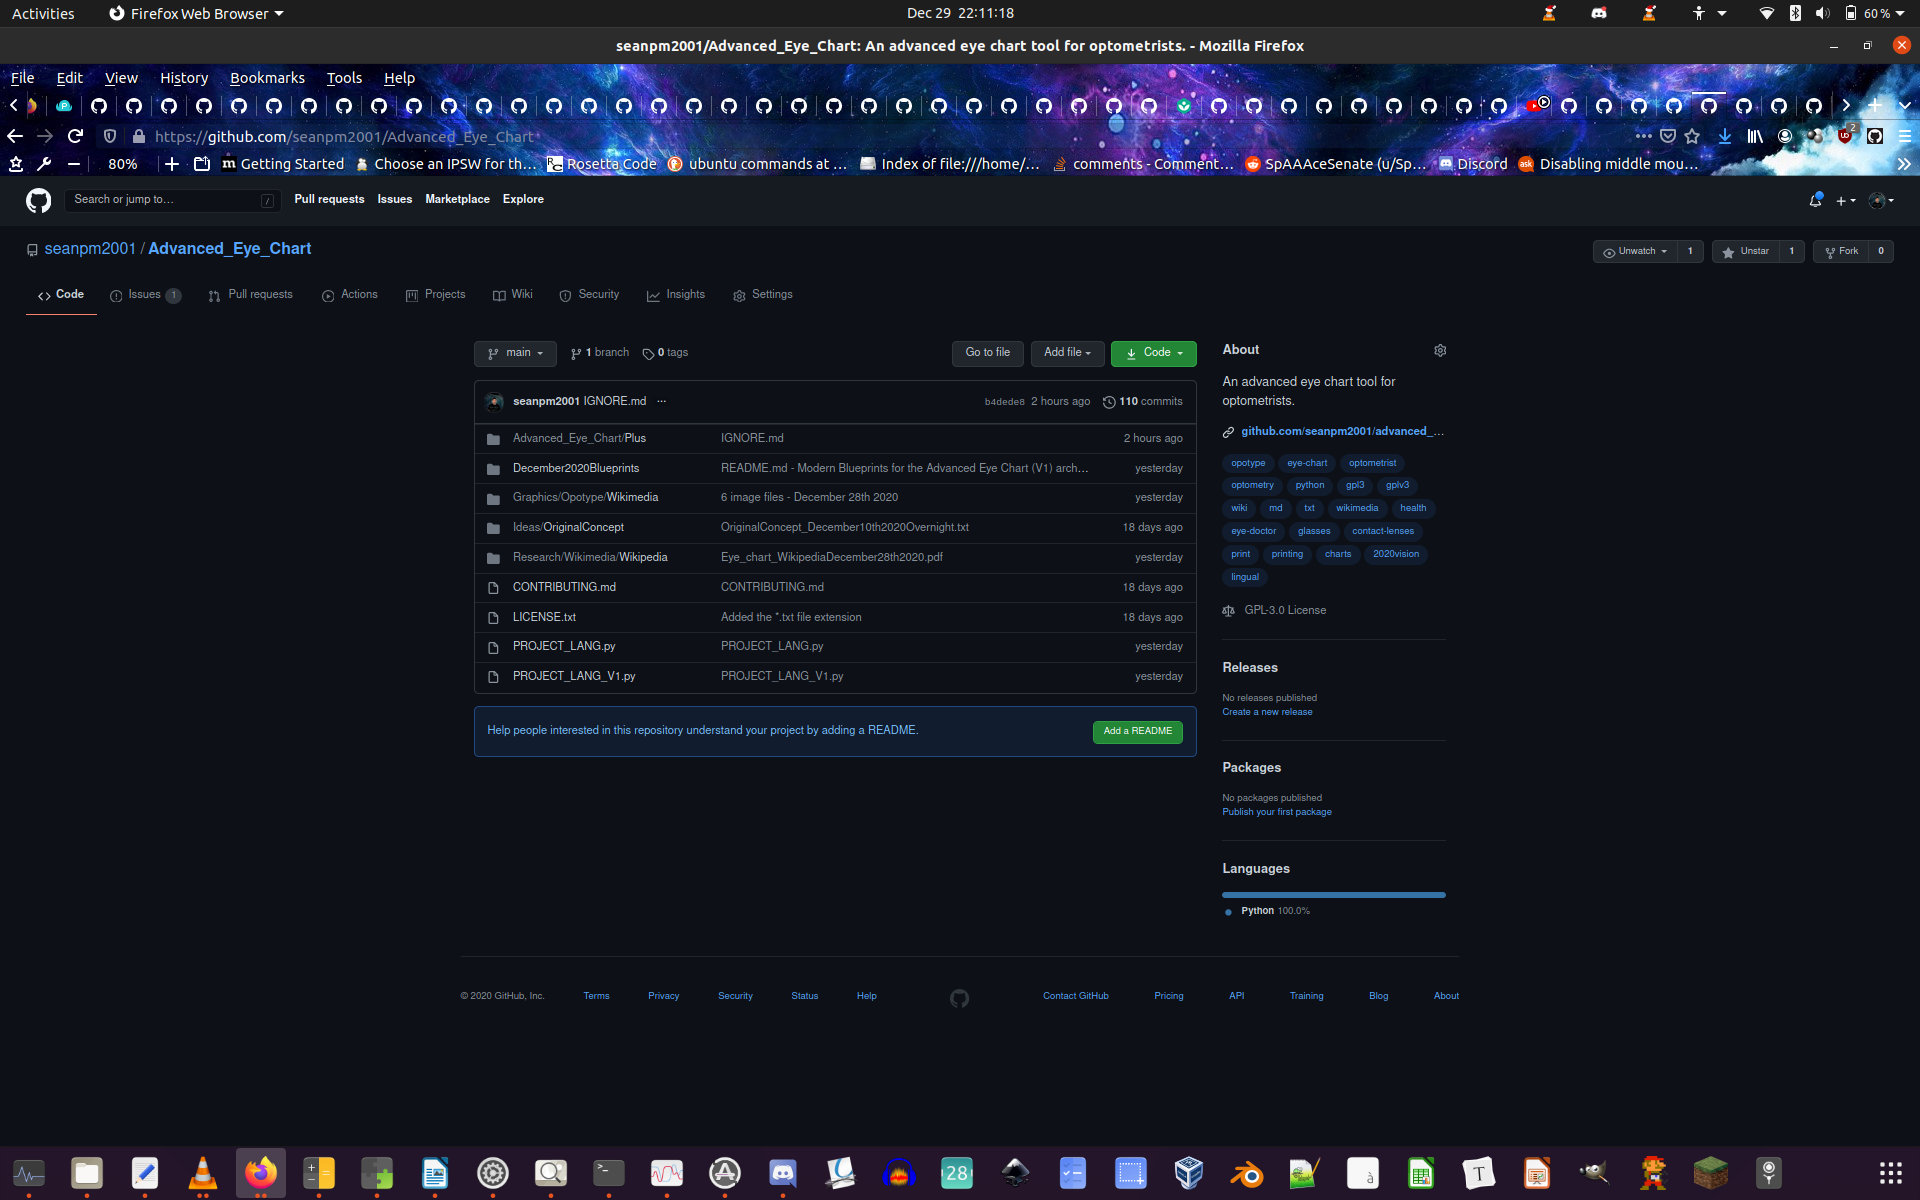 Activities
Firefox Web Browser
Dec 29 22:11:18
60 %
seanpm2001/Advanced_Eye_Chart: An advanced eye chart tool for optometrists. - Mozilla Firefox
File Edit View History Bookmarks Tools Help
https://github.com/seanpm2001/Advanced_Eye_Chart
2
80%
Getting Started
Choose an IPSW for th…
Rosetta Code
ubuntu commands at …
Index of file:///home/…
comments - Comment…
SpAAAceSenate (u/Sp…
Discord
Disabling middle mou…
Search or jump to…
/
Pull requests Issues Marketplace Explore
seanpm2001 / Advanced_Eye_Chart
Unwatch 1
Unstar 1
Fork 0
Code
Issues 1
Pull requests
Actions
Projects
Wiki
Security
Insights
Settings
main
1 branch
0 tags
Go to file
Add file
Code
seanpm2001 IGNORE.md ...
b4dede8 2 hours ago
110 commits
Advanced_Eye_Chart/Plus IGNORE.md 2 hours ago
December2020Blueprints README.md - Modern Blueprints for the Advanced Eye Chart (V1) arch… yesterday
Graphics/Opotype/Wikimedia 6 image files - December 28th 2020 yesterday
Ideas/OriginalConcept OriginalConcept_December10th2020Overnight.txt 18 days ago
Research/Wikimedia/Wikipedia Eye_chart_WikipediaDecember28th2020.pdf yesterday
CONTRIBUTING.md CONTRIBUTING.md 18 days ago
LICENSE.txt Added the *.txt file extension 18 days ago
PROJECT_LANG.py PROJECT_LANG.py yesterday
PROJECT_LANG_V1.py PROJECT_LANG_V1.py yesterday
Help people interested in this repository understand your project by adding a README.
Add a README
About
An advanced eye chart tool for
optometrists.
github.com/seanpm2001/advanced_…
opotype eye-chart optometrist
optometry python gpl3 gplv3
wiki md txt wikimedia health
eye-doctor glasses contact-lenses
print printing charts 2020vision
lingual
GPL-3.0 License
Releases
No releases published
Create a new release
Packages
No packages published
Publish your first package
Languages
Python 100.0%
© 2020 GitHub, Inc. Terms Privacy Security Status Help
Contact GitHub Pricing API Training Blog About
28